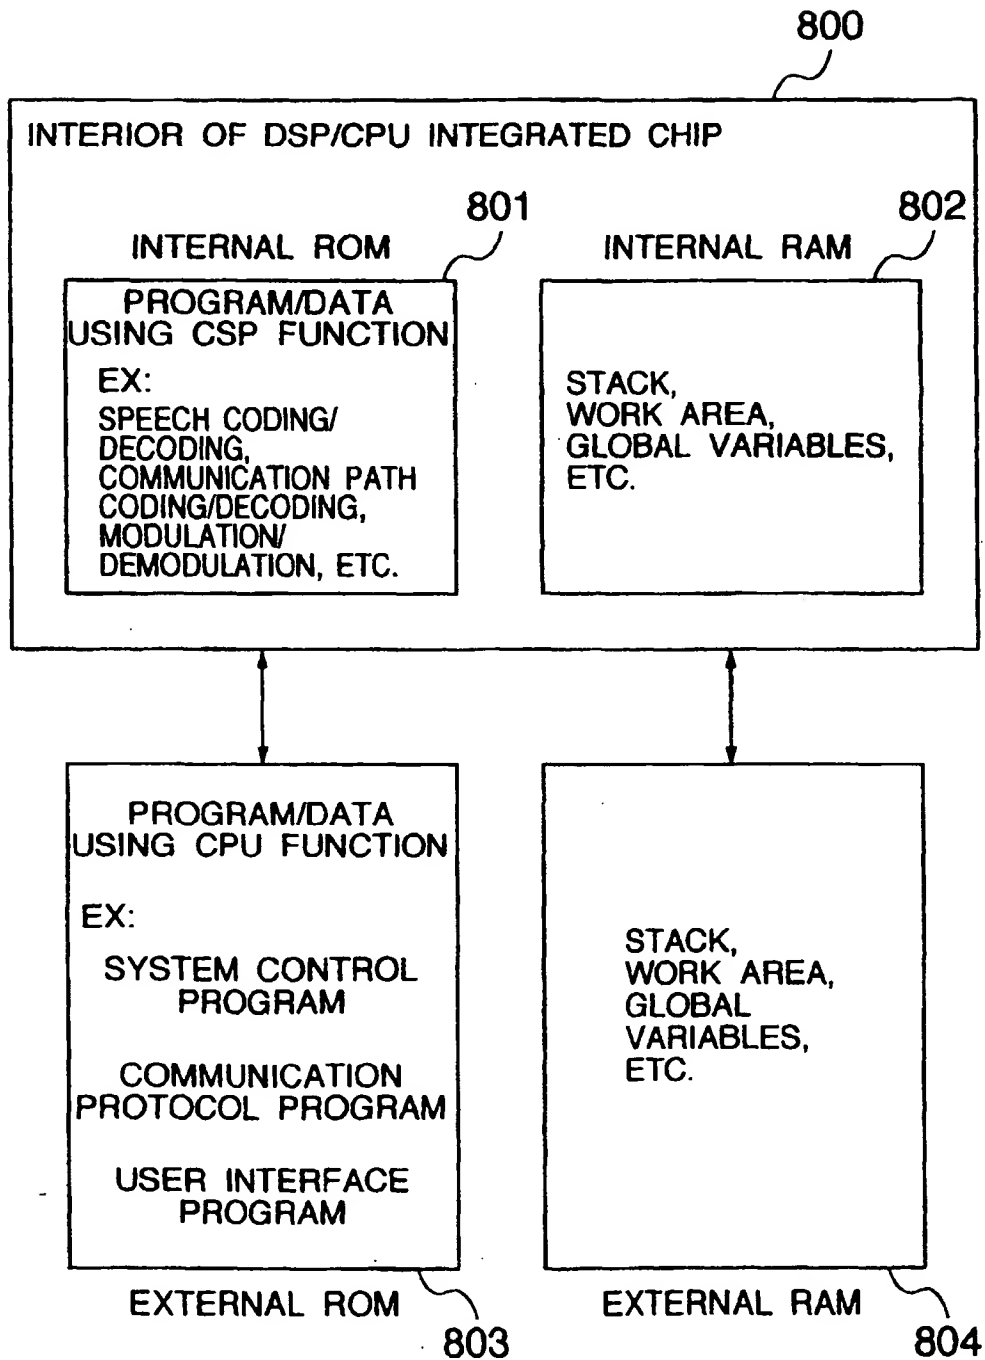 800
INTERIOR OF DSP/CPU INTEGRATED CHIP
801
802
INTERNAL ROM
INTERNAL RAM
PROGRAM/DATA
USING CSP FUNCTION
EX:
SPEECH CODING/
DECODING,
COMMUNICATION PATH
CODING/DECODING,
MODULATION/
DEMODULATION, ETC.
STACK,
WORK AREA,
GLOBAL VARIABLES,
ETC.
PROGRAM/DATA
USING CPU FUNCTION
EX:
SYSTEM CONTROL
PROGRAM
COMMUNICATION
PROTOCOL PROGRAM
USER INTERFACE
PROGRAM
STACK,
WORK AREA,
GLOBAL
VARIABLES,
ETC.
EXTERNAL ROM
803
EXTERNAL RAM
804